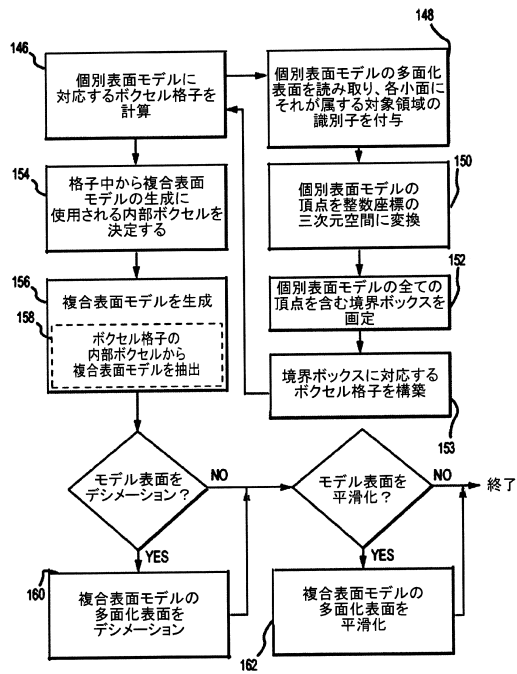 146
個別表面モデルに
対応するボクセル格子を
計算
148
個別表面モデルの多面化
表面を読み取り、各小面に
それが属する対象領域の
識別子を付与
150
個別表面モデルの
頂点を整数座標の
三次元空間に変換
152
個別表面モデルの全ての
頂点を含む境界ボックスを
画定
境界ボックスに対応する
ボクセル格子を構築
153
154
格子中から複合表面
モデルの生成に
使用される内部ボクセルを
決定する
156
複合表面モデルを生成
158
ボクセル格子の
内部ボクセルから
複合表面モデルを抽出
モデル表面を
デシメーション?
NO
YES
160
複合表面モデルの
多面化表面を
デシメーション
モデル表面を
平滑化?
NO
終了
YES
複合表面モデルの
多面化表面を
平滑化
162